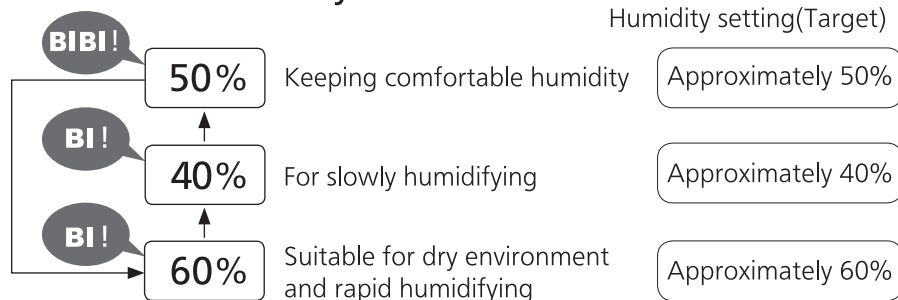 Humidity setting(Target)
BIBI!
50%
Keeping comfortable humidity
Approximately 50%
BI!
40%
For slowly humidifying
Approximately 40%
BI!
60%
Suitable for dry environment
and rapid humidifying
Approximately 60%